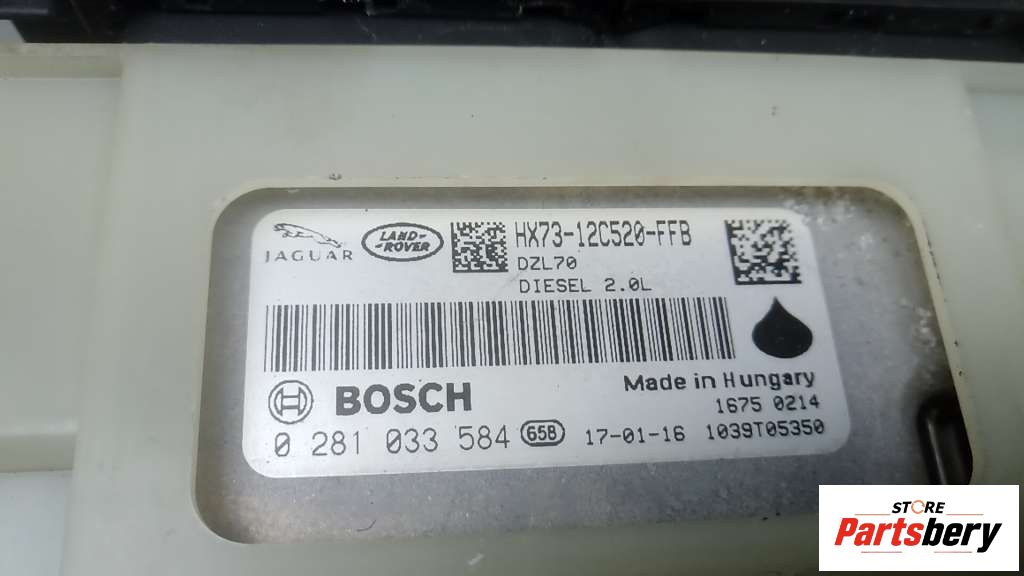 JAGUAR
LAND-
-ROVER
HX73-12C520-FFB
DZL70
DIESEL 2.0L
Made in Hungary
1675 0214
BOSCH
0 281 033 584 65B 17-01-16 1039T05350
STORE
Partsbery